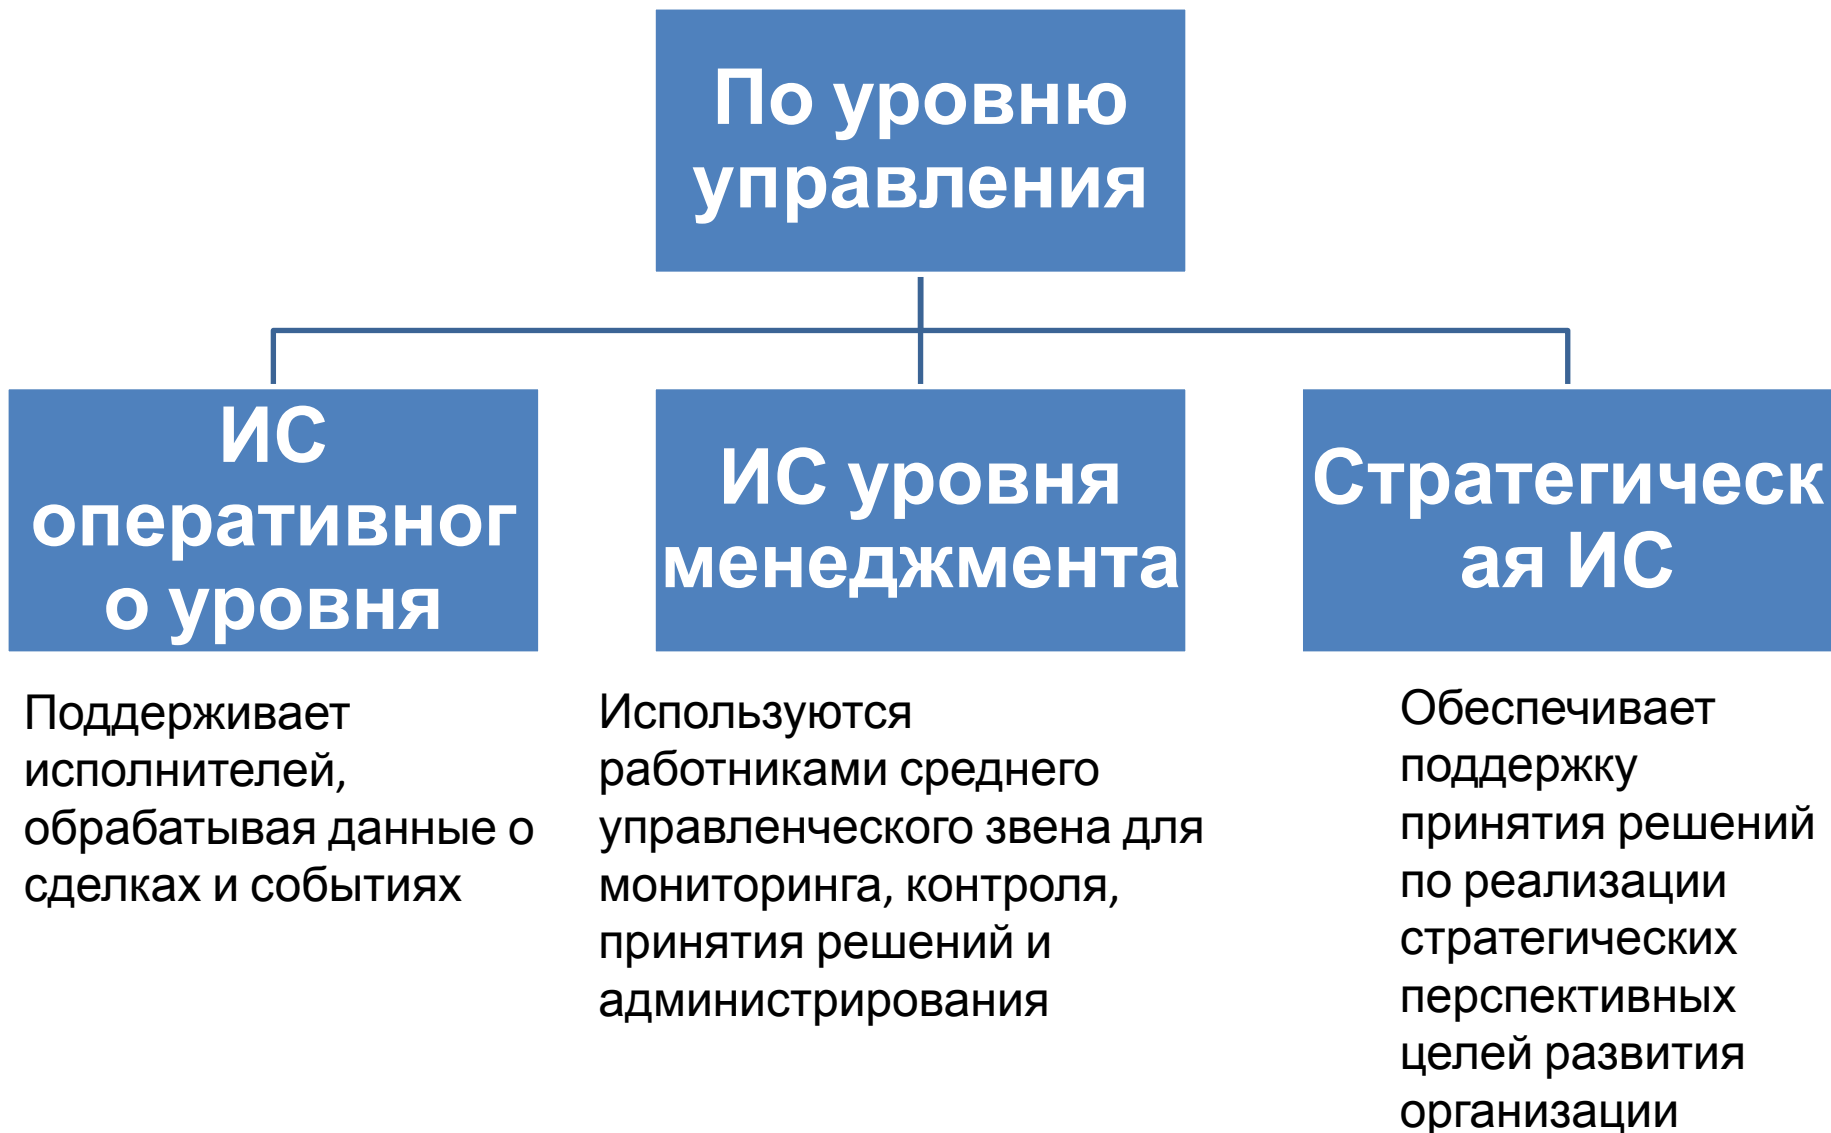 По уровню
управления
ИС
оперативног
о уровня
ИС уровня
менеджмента
Стратегическ
ая ИС
Поддерживает
исполнителей,
обрабатывая данные о
сделках и событиях
Используются
работниками среднего
управленческого звена для
мониторинга, контроля,
принятия решений и
администрирования
Обеспечивает
поддержку
принятия решений
по реализации
стратегических
перспективных
целей развития
организации